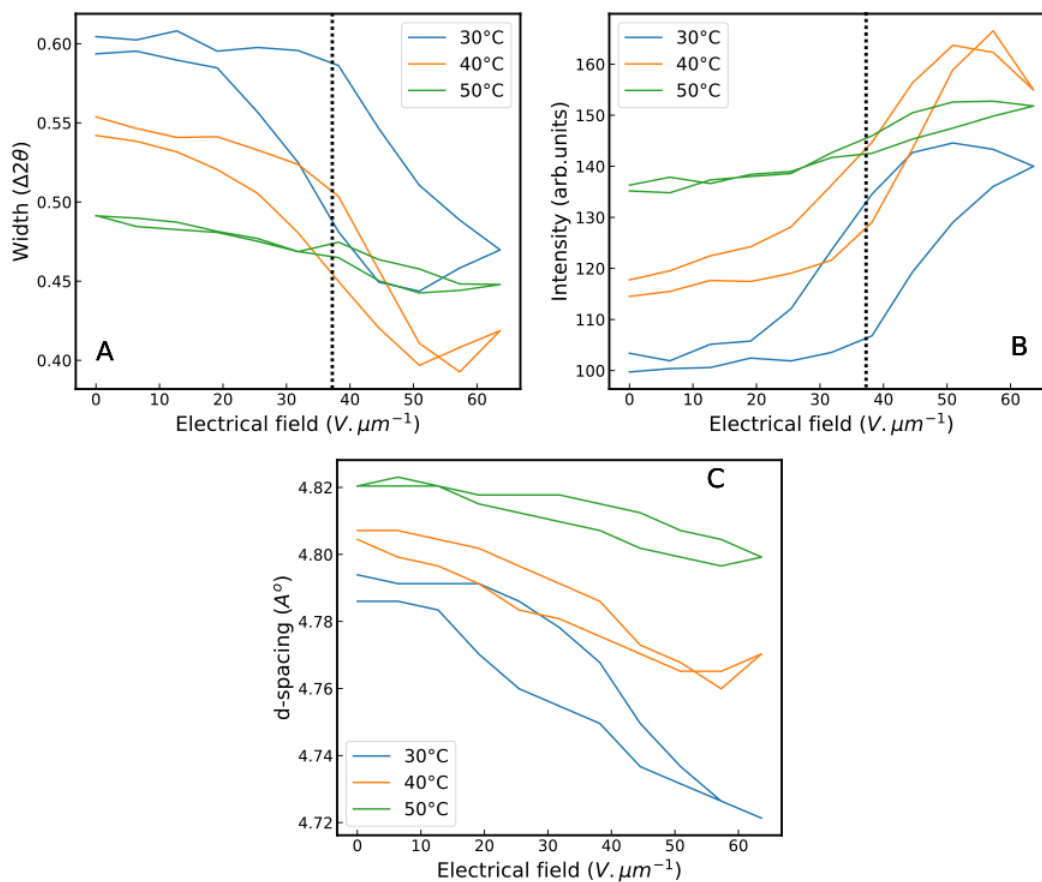 0.60
0.55
0.50
0.45
0.40
Width (Δ2θ)
30°C
40°C
50°C
A
0 10 20 30 40 50 60
Electrical field (V.μm⁻¹)
160
150
140
130
120
110
100
Intensity (arb.units)
30°C
40°C
50°C
B
0 10 20 30 40 50 60
Electrical field (V.μm⁻¹)
4.82
4.80
4.78
4.76
4.74
4.72
d-spacing (Aᵒ)
C
30°C
40°C
50°C
0 10 20 30 40 50 60
Electrical field (V.μm⁻¹)